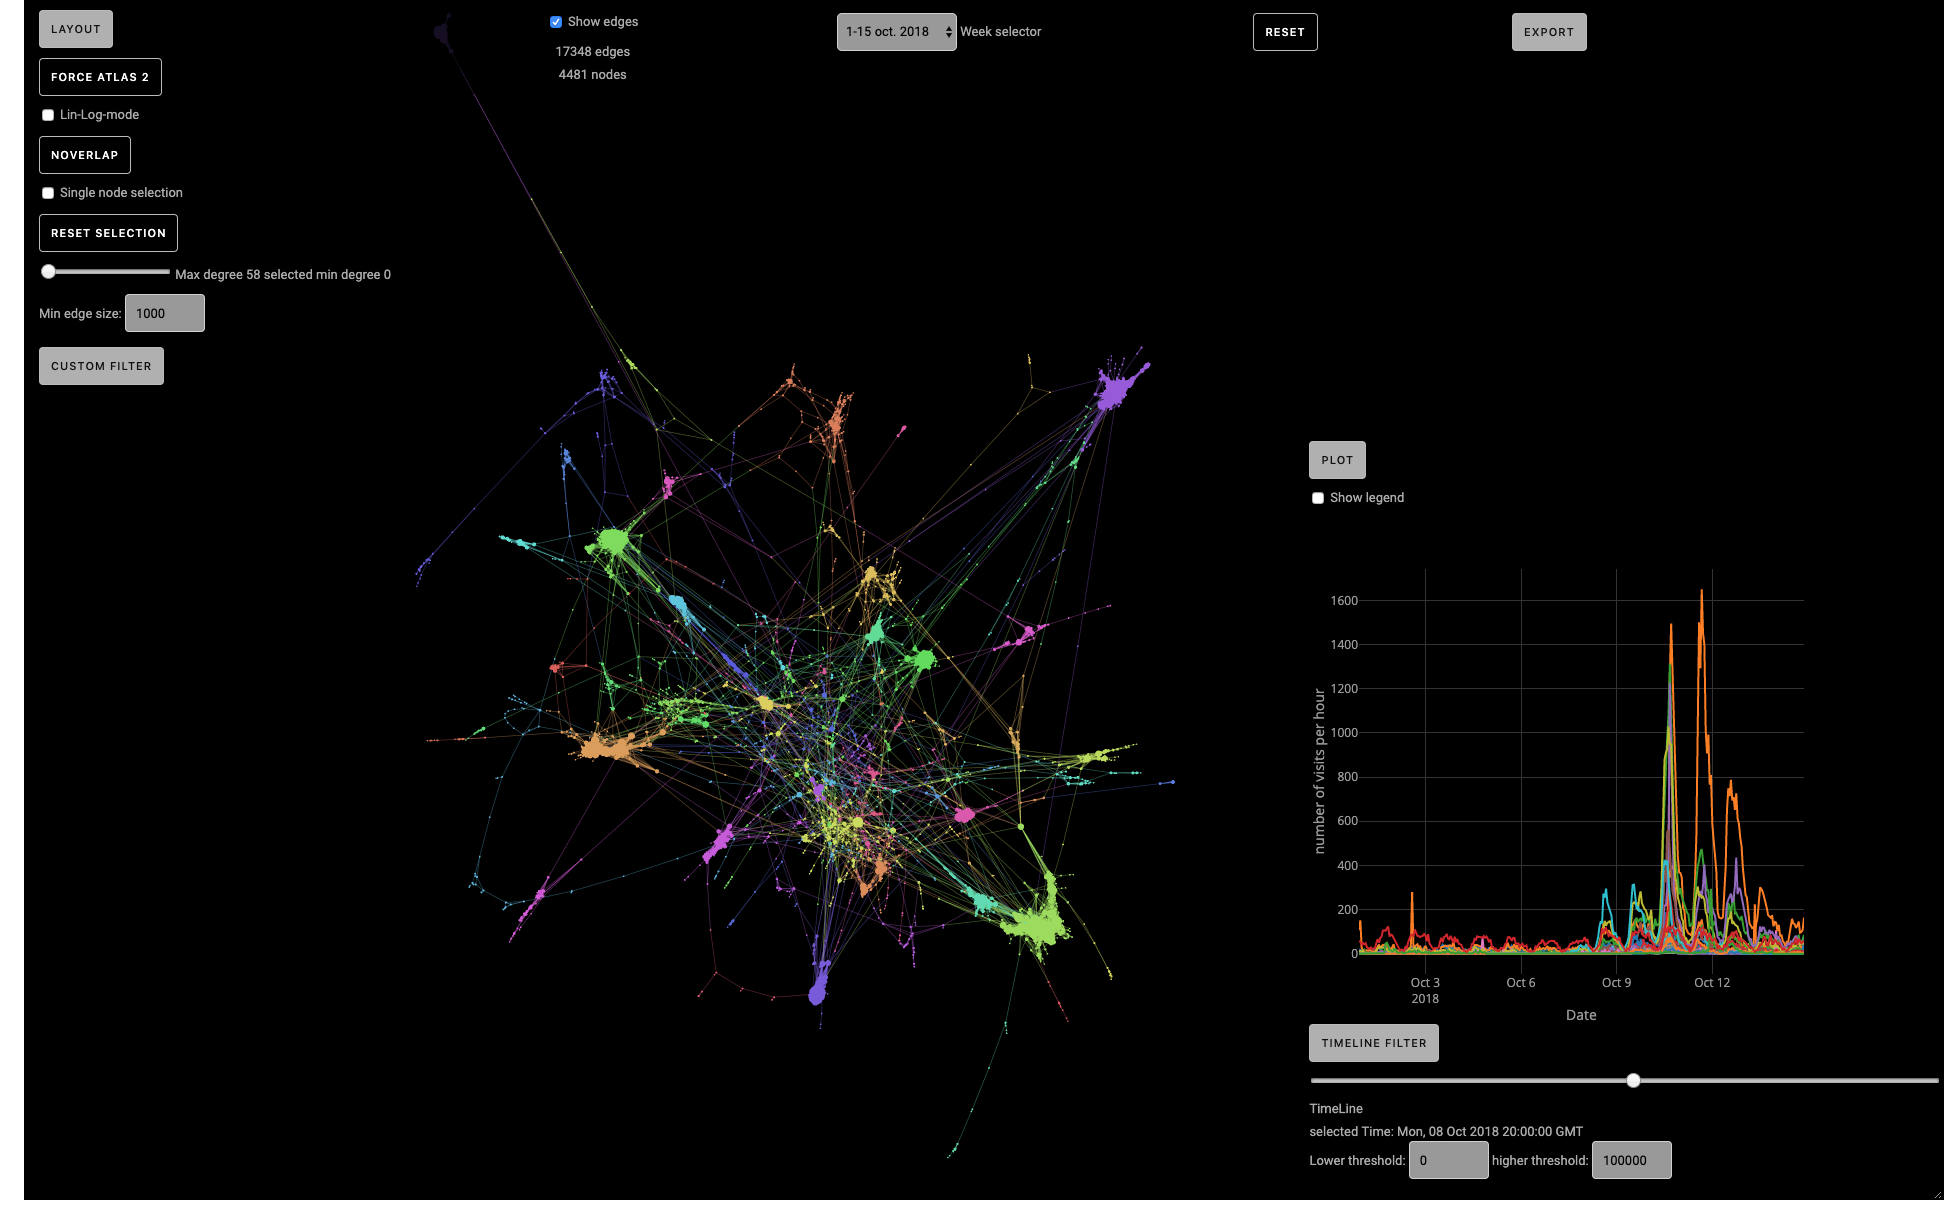 LAYOUT
FORCE ATLAS 2
Lin-Log-mode
NOVERLAP
Single node selection
RESET SELECTION
Max degree 58 selected min degree 0
Min edge size: 1000
CUSTOM FILTER
Show edges
17348 edges
4481 nodes
1-15 oct. 2018 Week selector
RESET
EXPORT
PLOT
Show legend
number of visits per hour
1600
1400
1200
1000
800
600
400
200
0
Oct 3 Oct 6 Oct 9 Oct 12
2018
Date
TIMELINE FILTER
TimeLine
selected Time: Mon, 08 Oct 2018 20:00:00 GMT
Lower threshold: 0 higher threshold: 100000